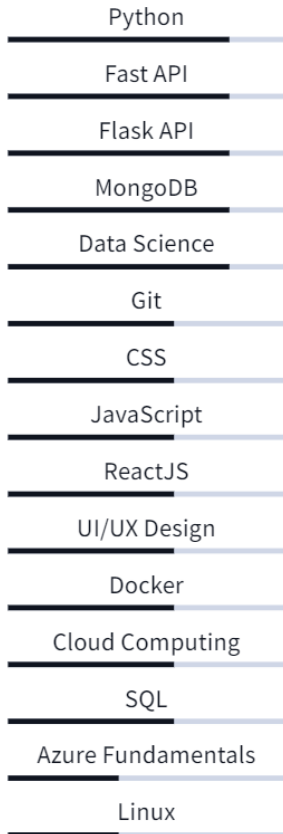 Python
Fast API
Flask API
MongoDB
Data Science
Git
CSS
JavaScript
ReactJS
UI/UX Design
Docker
Cloud Computing
SQL
Azure Fundamentals
Linux